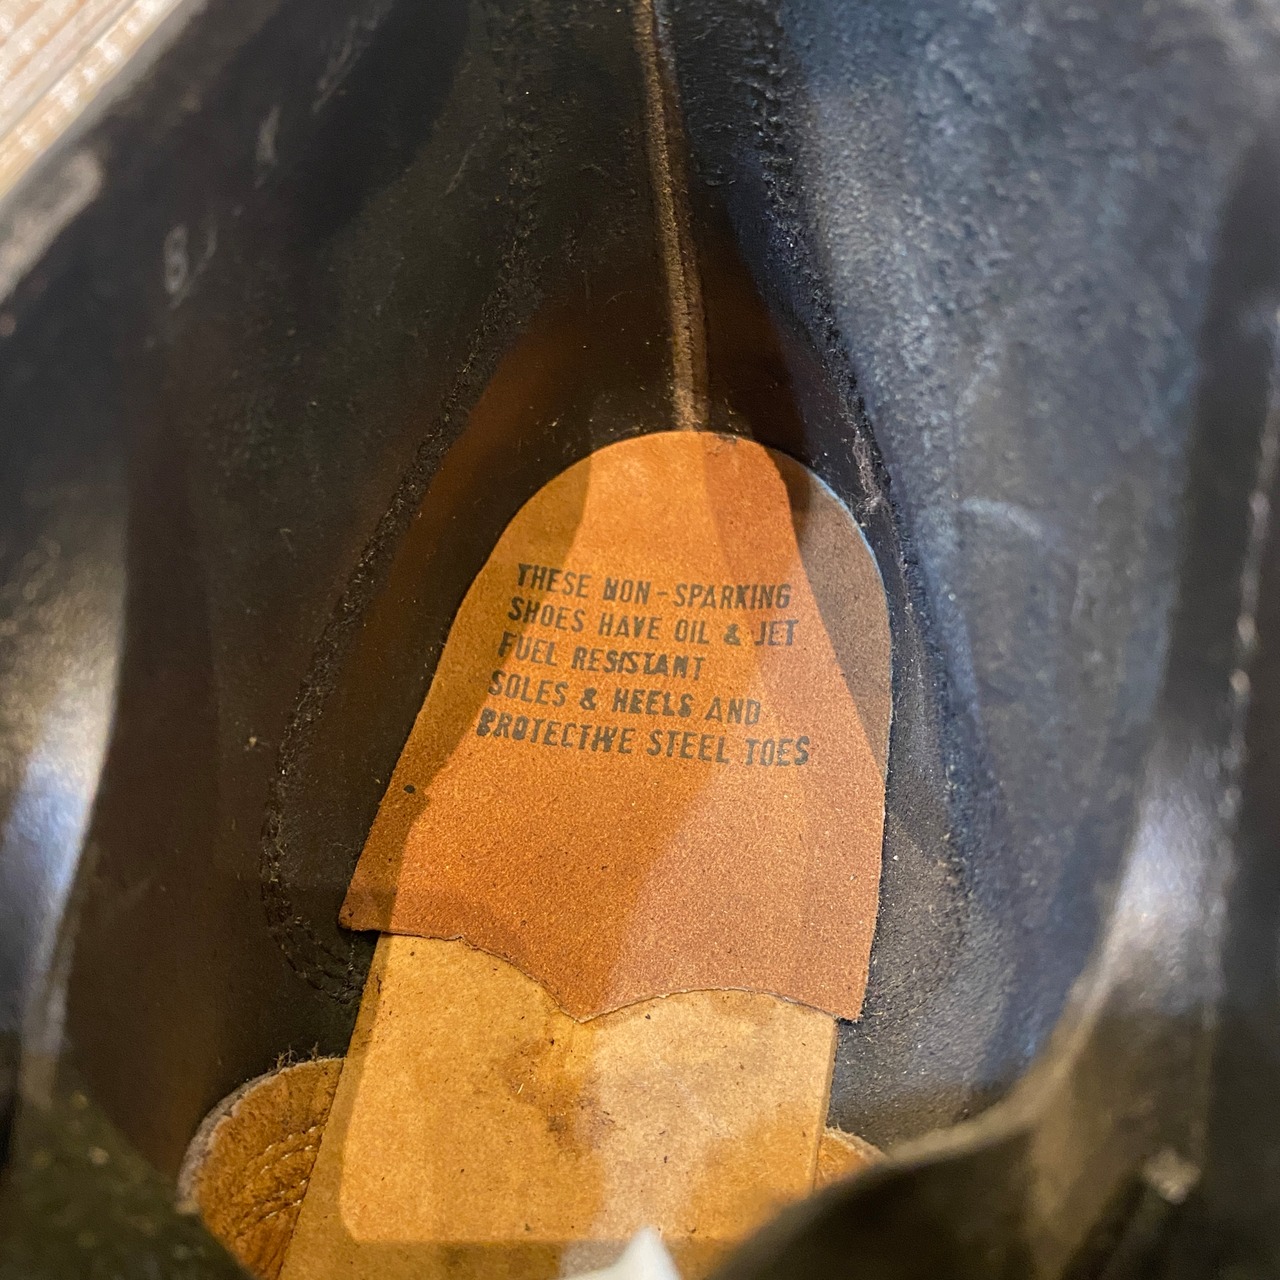 THESE NON-SPARKING
SHOES HAVE OIL & JET
FUEL RESISTANT
SOLES & HEELS AND
PROTECTIVE STEEL TOES